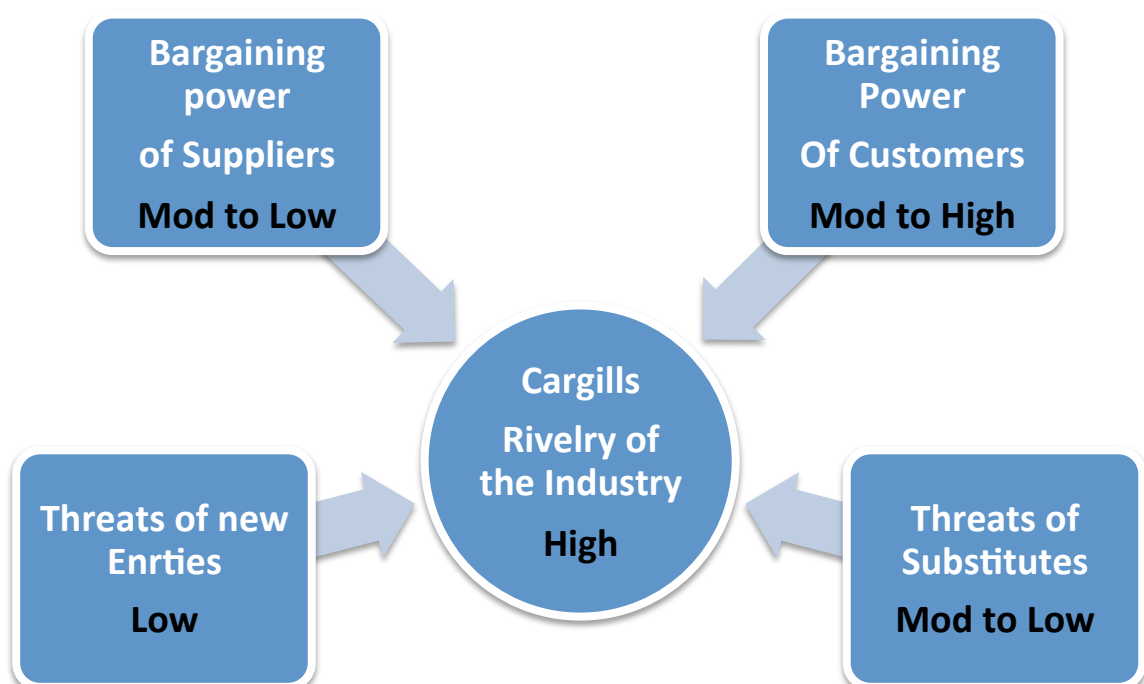 Bargaining
power
of Suppliers
Mod to Low
Bargaining
Power
Of Customers
Mod to High
Cargills
Rivelry of
the Industry
High
Threats of new
Enrties
Low
Threats of
Substitutes
Mod to Low